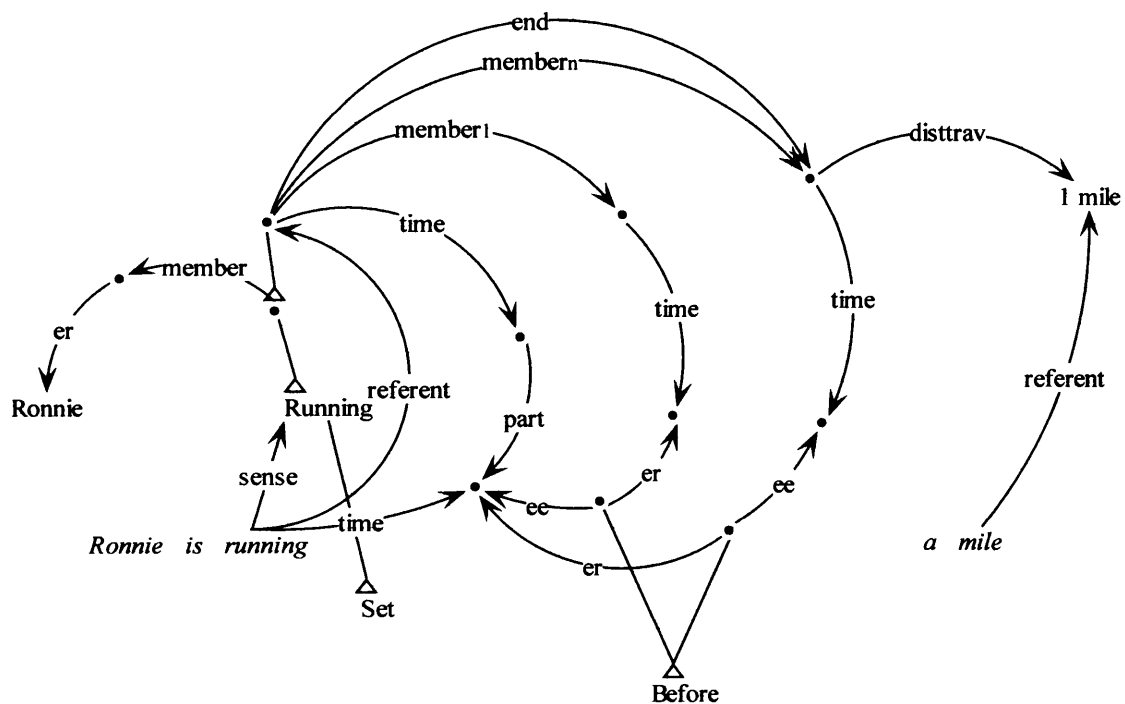 end
membern
member1
disttrav
1 mile
time
member
time
time
er
Ronnie
referent
Running
referent
part
sense
er
ee
ee
time
Ronnie is running
a mile
er
Set
Before